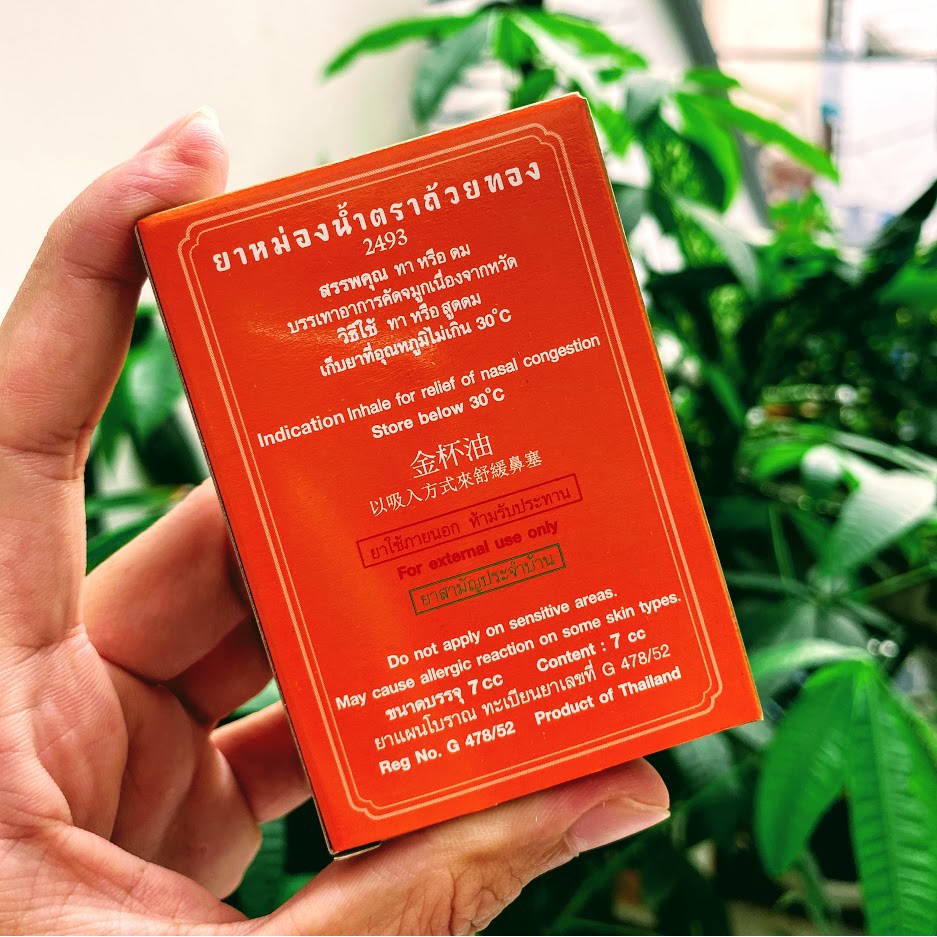 ยาหม่องน้ำตราถ้วยทอง
2493
สรรพคุณ ทา หรือ ดม
บรรเทาอาการคัดจมูกเนื่องจากหวัด
วิธีใช้ ทา หรือ สูดดม
เก็บยาที่อุณหภูมิไม่เกิน 30°C
Indication Inhale for relief of nasal congestion
Store below 30°C
金杯油
以吸入方式來舒緩鼻塞
ยาใช้ภายนอก ห้ามรับประทาน
For external use only
ยาสามัญประจำบ้าน
Do not apply on sensitive areas.
May cause allergic reaction on some skin types.
ขนาดบรรจุ 7 cc Content : 7 cc
ยาแผนโบราณ ทะเบียนยาเลขที่ G 478/52
Reg No. G 478/52 Product of Thailand